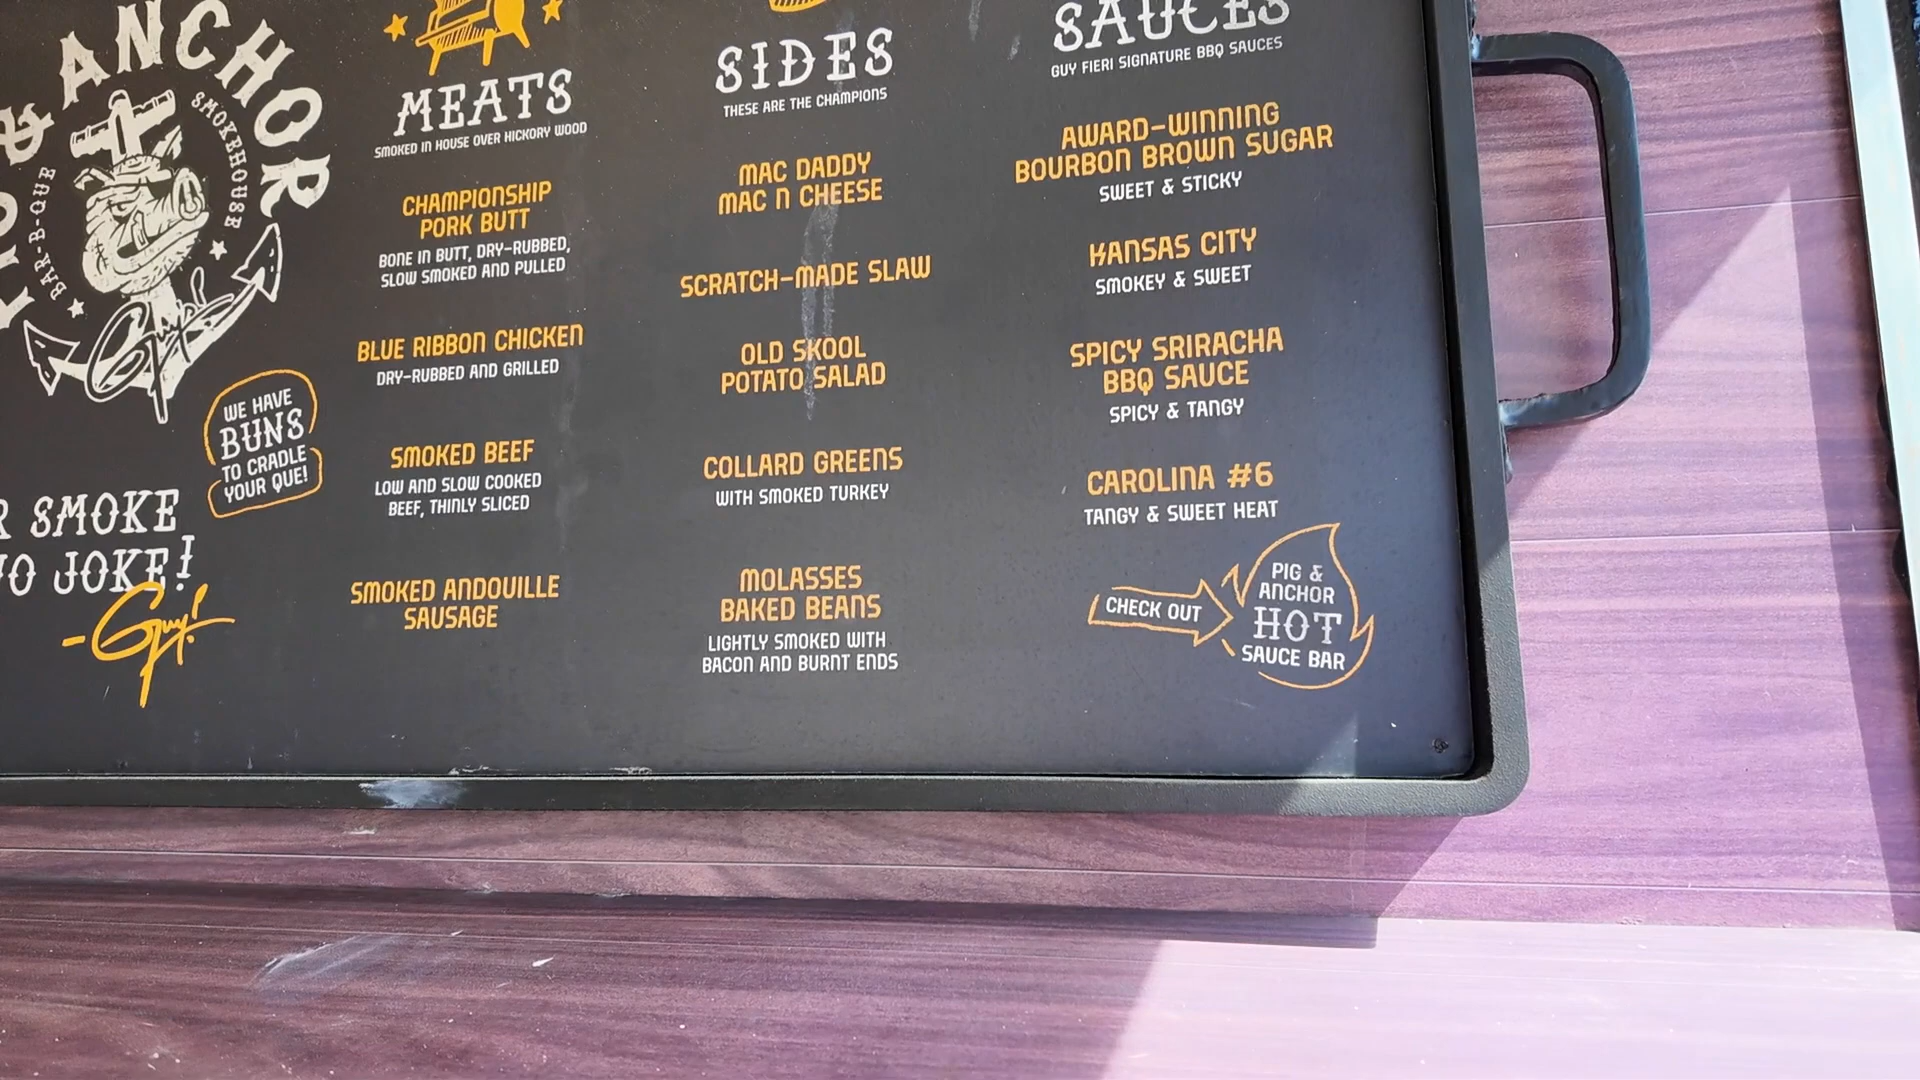 & ANCHOR
SMOKEHOUSE
BAR-B-QUE
WE HAVE
BUNS
TO CRADLE
YOUR QUE!
SMOKE
JOKE!
Guy!
MEATS
SMOKED IN HOUSE OVER HICKORY WOOD
CHAMPIONSHIP
PORK BUTT
BONE IN BUTT, DRY-RUBBED,
SLOW SMOKED AND PULLED
BLUE RIBBON CHICKEN
DRY-RUBBED AND GRILLED
SMOKED BEEF
LOW AND SLOW COOKED
BEEF, THINLY SLICED
SMOKED ANDOUILLE
SAUSAGE
SIDES
THESE ARE THE CHAMPIONS
MAC DADDY
MAC N CHEESE
SCRATCH-MADE SLAW
OLD SKOOL
POTATO SALAD
COLLARD GREENS
WITH SMOKED TURKEY
MOLASSES
BAKED BEANS
LIGHTLY SMOKED WITH
BACON AND BURNT ENDS
SAUCES
GUY FIERI SIGNATURE BBQ SAUCES
AWARD-WINNING
BOURBON BROWN SUGAR
SWEET & STICKY
KANSAS CITY
SMOKEY & SWEET
SPICY SRIRACHA
BBQ SAUCE
SPICY & TANGY
CAROLINA #6
TANGY & SWEET HEAT
CHECK OUT
PIG &
ANCHOR
HOT
SAUCE BAR